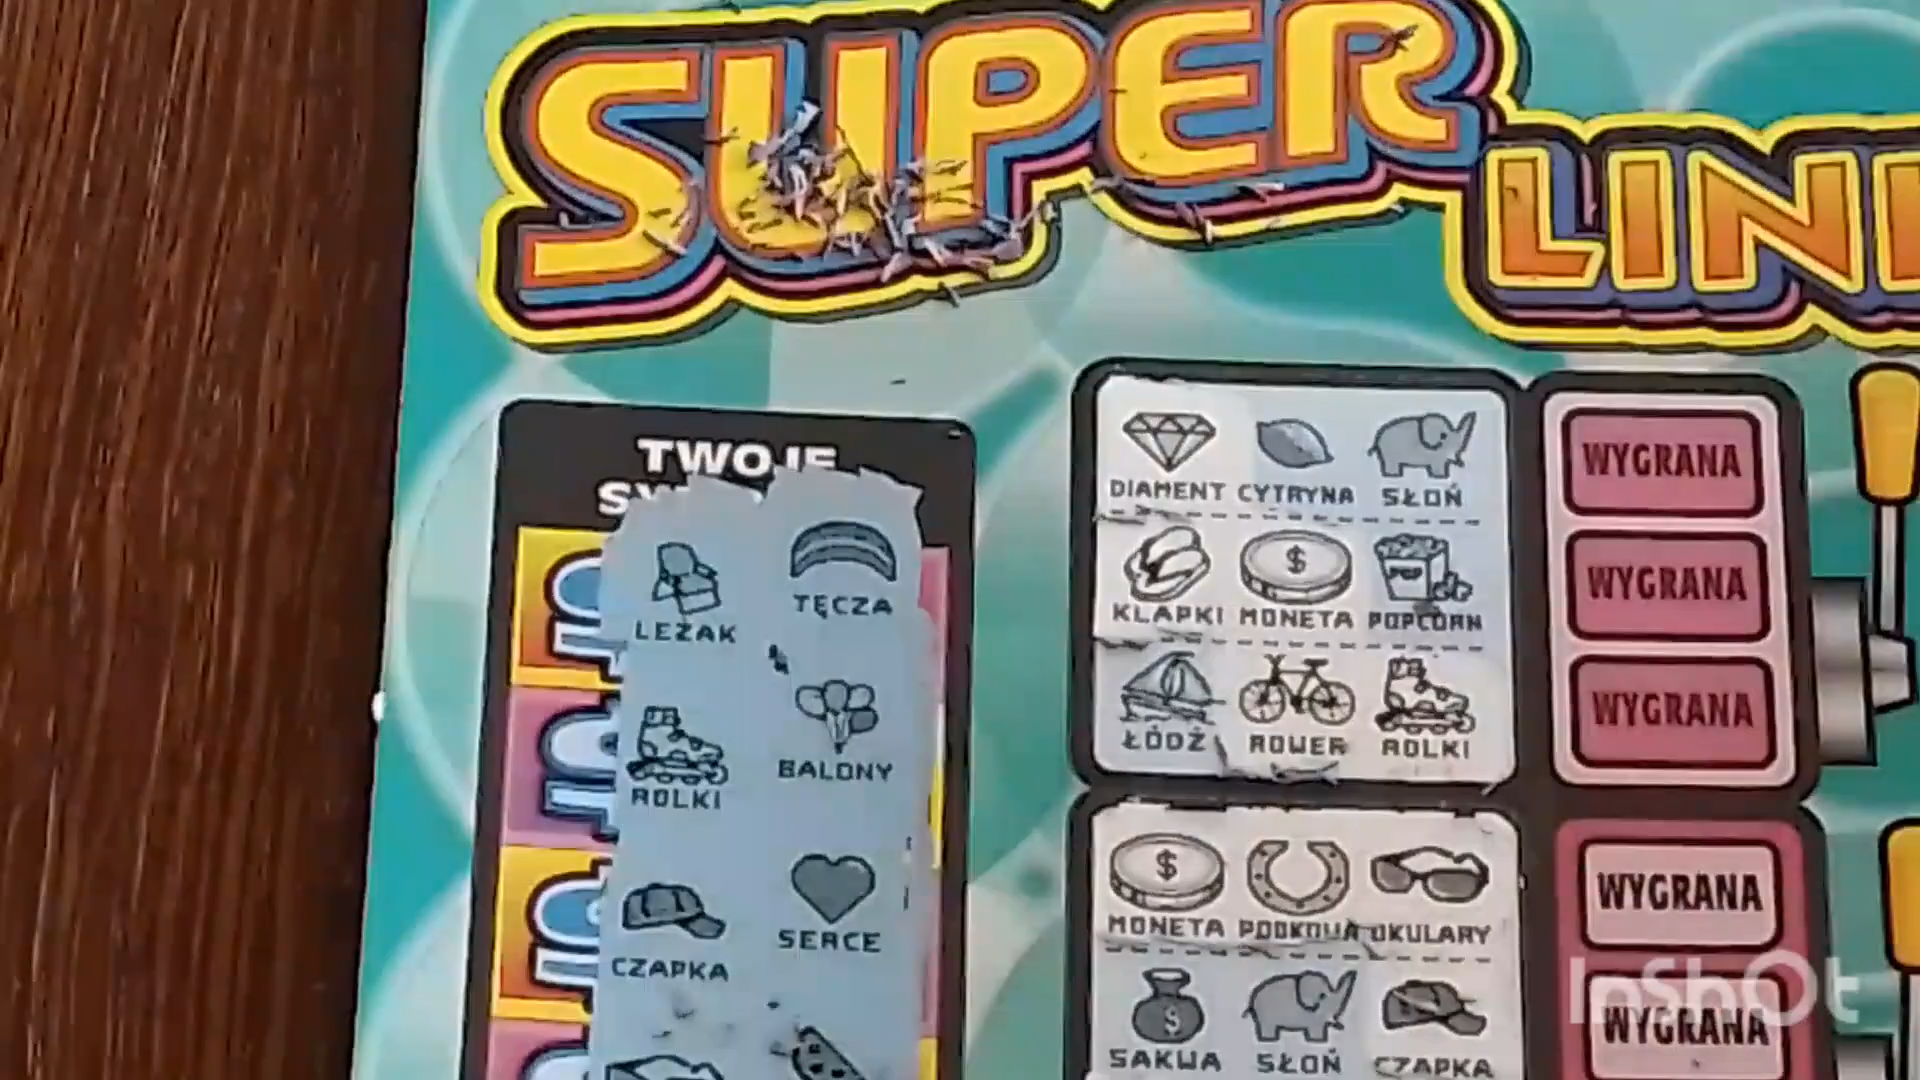 SUPER
LIN
TWOJE
LEŻAK
TĘCZA
ROLKI
BALONY
CZAPKA
SERCE
DIAMENT CYTRYNA SŁOŃ
KLAPKI MONETA POPCORN
ŁÓDŹ ROWER ROLKI
WYGRANA
WYGRANA
WYGRANA
MONETA PODKOWA OKULARY
SAKWA SŁOŃ CZAPKA
WYGRANA
WYGRANA
InShOt